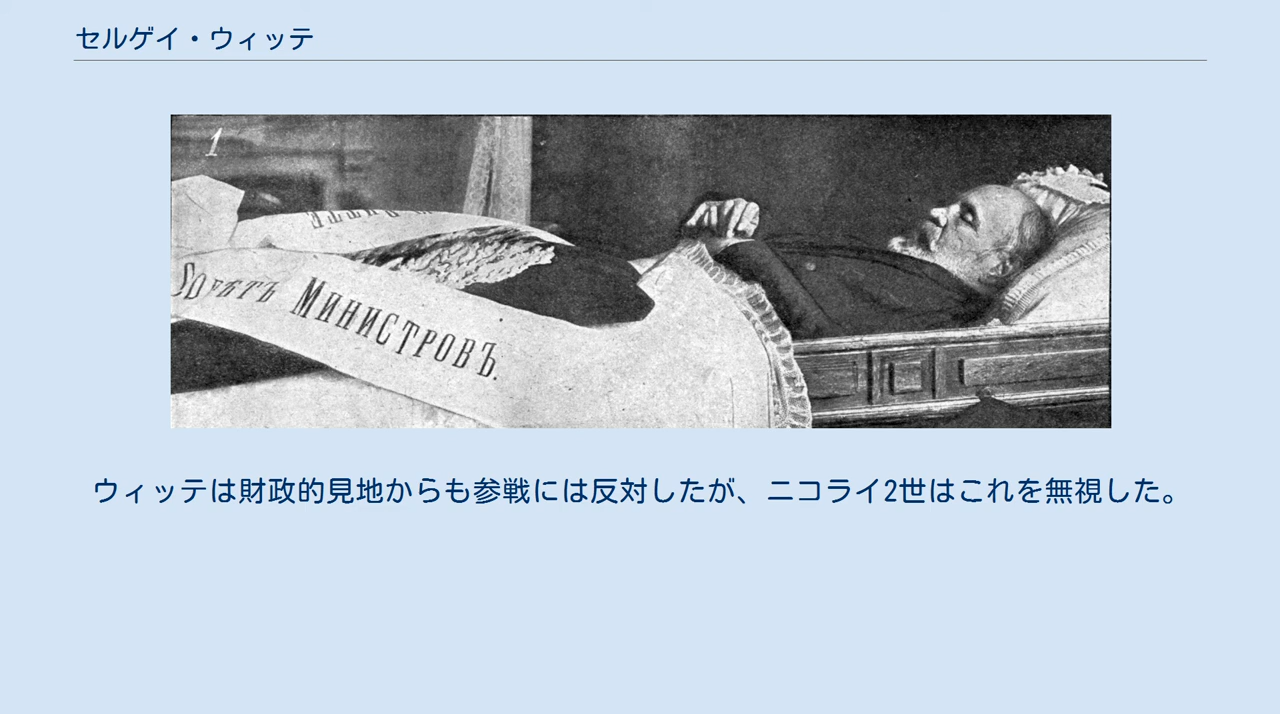 セルゲイ・ウィッテ
1
МИНИСТРОВЪ.
ウィッテは財政的見地からも参戦には反対したが、ニコライ2世はこれを無視した。